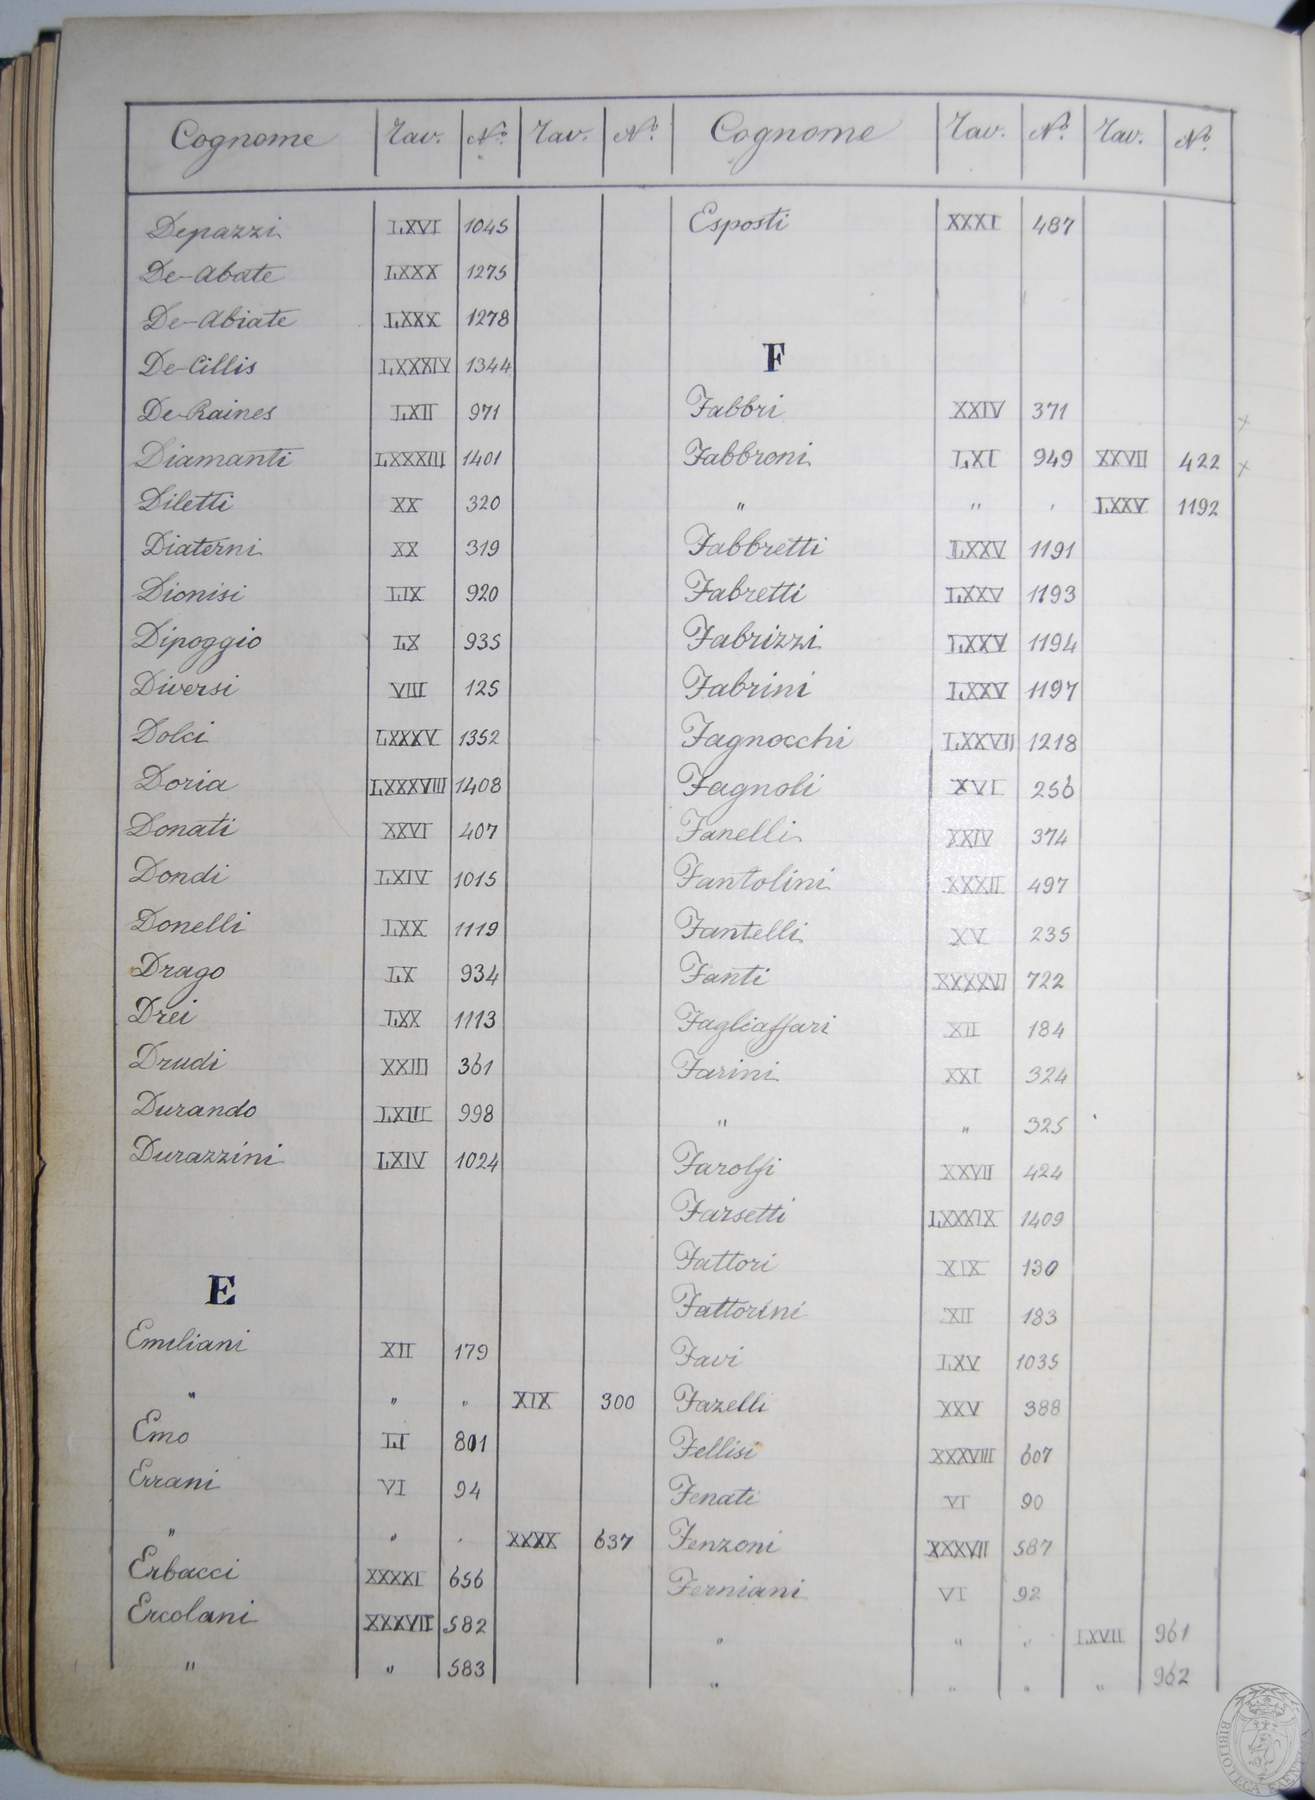 Cognome Tav. No. Tav. No.
Depazzi LXVI 1045
De-Abate LXXX 1275
De-Abiate LXXX 1278
De-Cillis LXXXIV 1344
De-Raines LXII 971
Diamanti LXXXIII 1401
Diletti XX 320
Diaterni XX 319
Dionisi LIX 920
Dipoggio LX 935
Diversi VIII 125
Dolci LXXXV 1352
Doria LXXXVIII 1408
Donati XXVI 407
Dondi LXIV 1015
Donelli LXX 1119
Drago LX 934
Drei LXX 1113
Drudi XXIII 361
Durando LXIII 998
Durazzini LXIV 1024
E
Emiliani XII 179
" " " XIX 300
Emo LI 801
Errani VI 94
" " " XXXX 637
Erbacci XXXXI 656
Ercolani XXXVII 582
" " 583
Cognome Tav. No. Tav. No.
Esposti XXXI 487
F
Fabbri XXIV 371 x
Fabbroni LXI 949 XXVII 422 x
" " " LXXV 1192
Fabbretti LXXV 1191
Fabretti LXXV 1193
Fabrizzi LXXV 1194
Fabrini LXXV 1197
Fagnocchi LXXVII 1218
Fagnoli XVI 256
Fanelli XXIV 374
Fantolini XXXII 497
Fantelli XV 235
Fanti XXXXVI 722
Fagliaffari XII 184
Farini XXI 324
" " 325
Farolfi XXVII 424
Farsetti LXXXIX 1409
Fattori XIX 130
Fattorini XII 183
Favi LXV 1035
Fazelli XXV 388
Fellisi XXXVIII 607
Fenati VI 90
Fenzoni XXXVII 587
Ferniani VI 92
" " " LXVII 961
" " " " 962
BIBLIOTECA